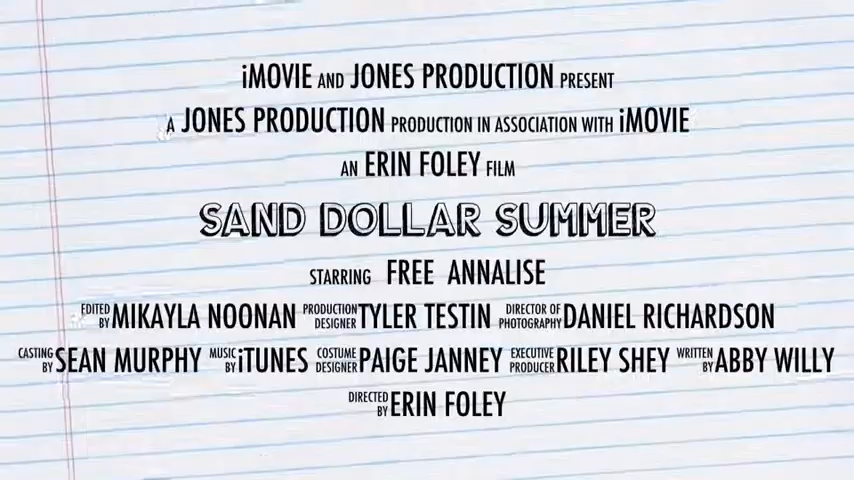 iMOVIE AND JONES PRODUCTION PRESENT
A JONES PRODUCTION PRODUCTION IN ASSOCIATION WITH iMOVIE
AN ERIN FOLEY FILM
SAND DOLLAR SUMMER
STARRING FREE ANNALISE
EDITED BY MIKAYLA NOONAN PRODUCTION DESIGNER TYLER TESTIN DIRECTOR OF PHOTOGRAPHY DANIEL RICHARDSON
CASTING BY SEAN MURPHY MUSIC BY iTUNES COSTUME DESIGNER PAIGE JANNEY EXECUTIVE PRODUCER RILEY SHEY WRITTEN BY ABBY WILLY
DIRECTED BY ERIN FOLEY